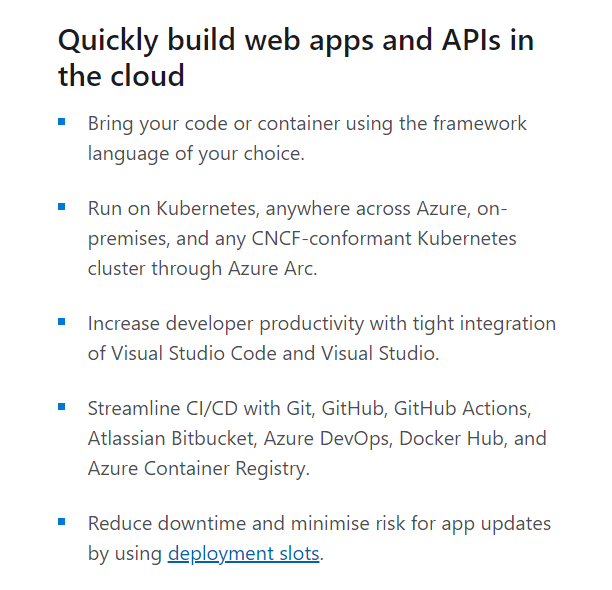 Quickly build web apps and APIs in
the cloud
Bring your code or container using the framework
language of your choice.
Run on Kubernetes, anywhere across Azure, on-
premises, and any CNCF-conformant Kubernetes
cluster through Azure Arc.
Increase developer productivity with tight integration
of Visual Studio Code and Visual Studio.
Streamline CI/CD with Git, GitHub, GitHub Actions,
Atlassian Bitbucket, Azure DevOps, Docker Hub, and
Azure Container Registry.
Reduce downtime and minimise risk for app updates
by using deployment slots.